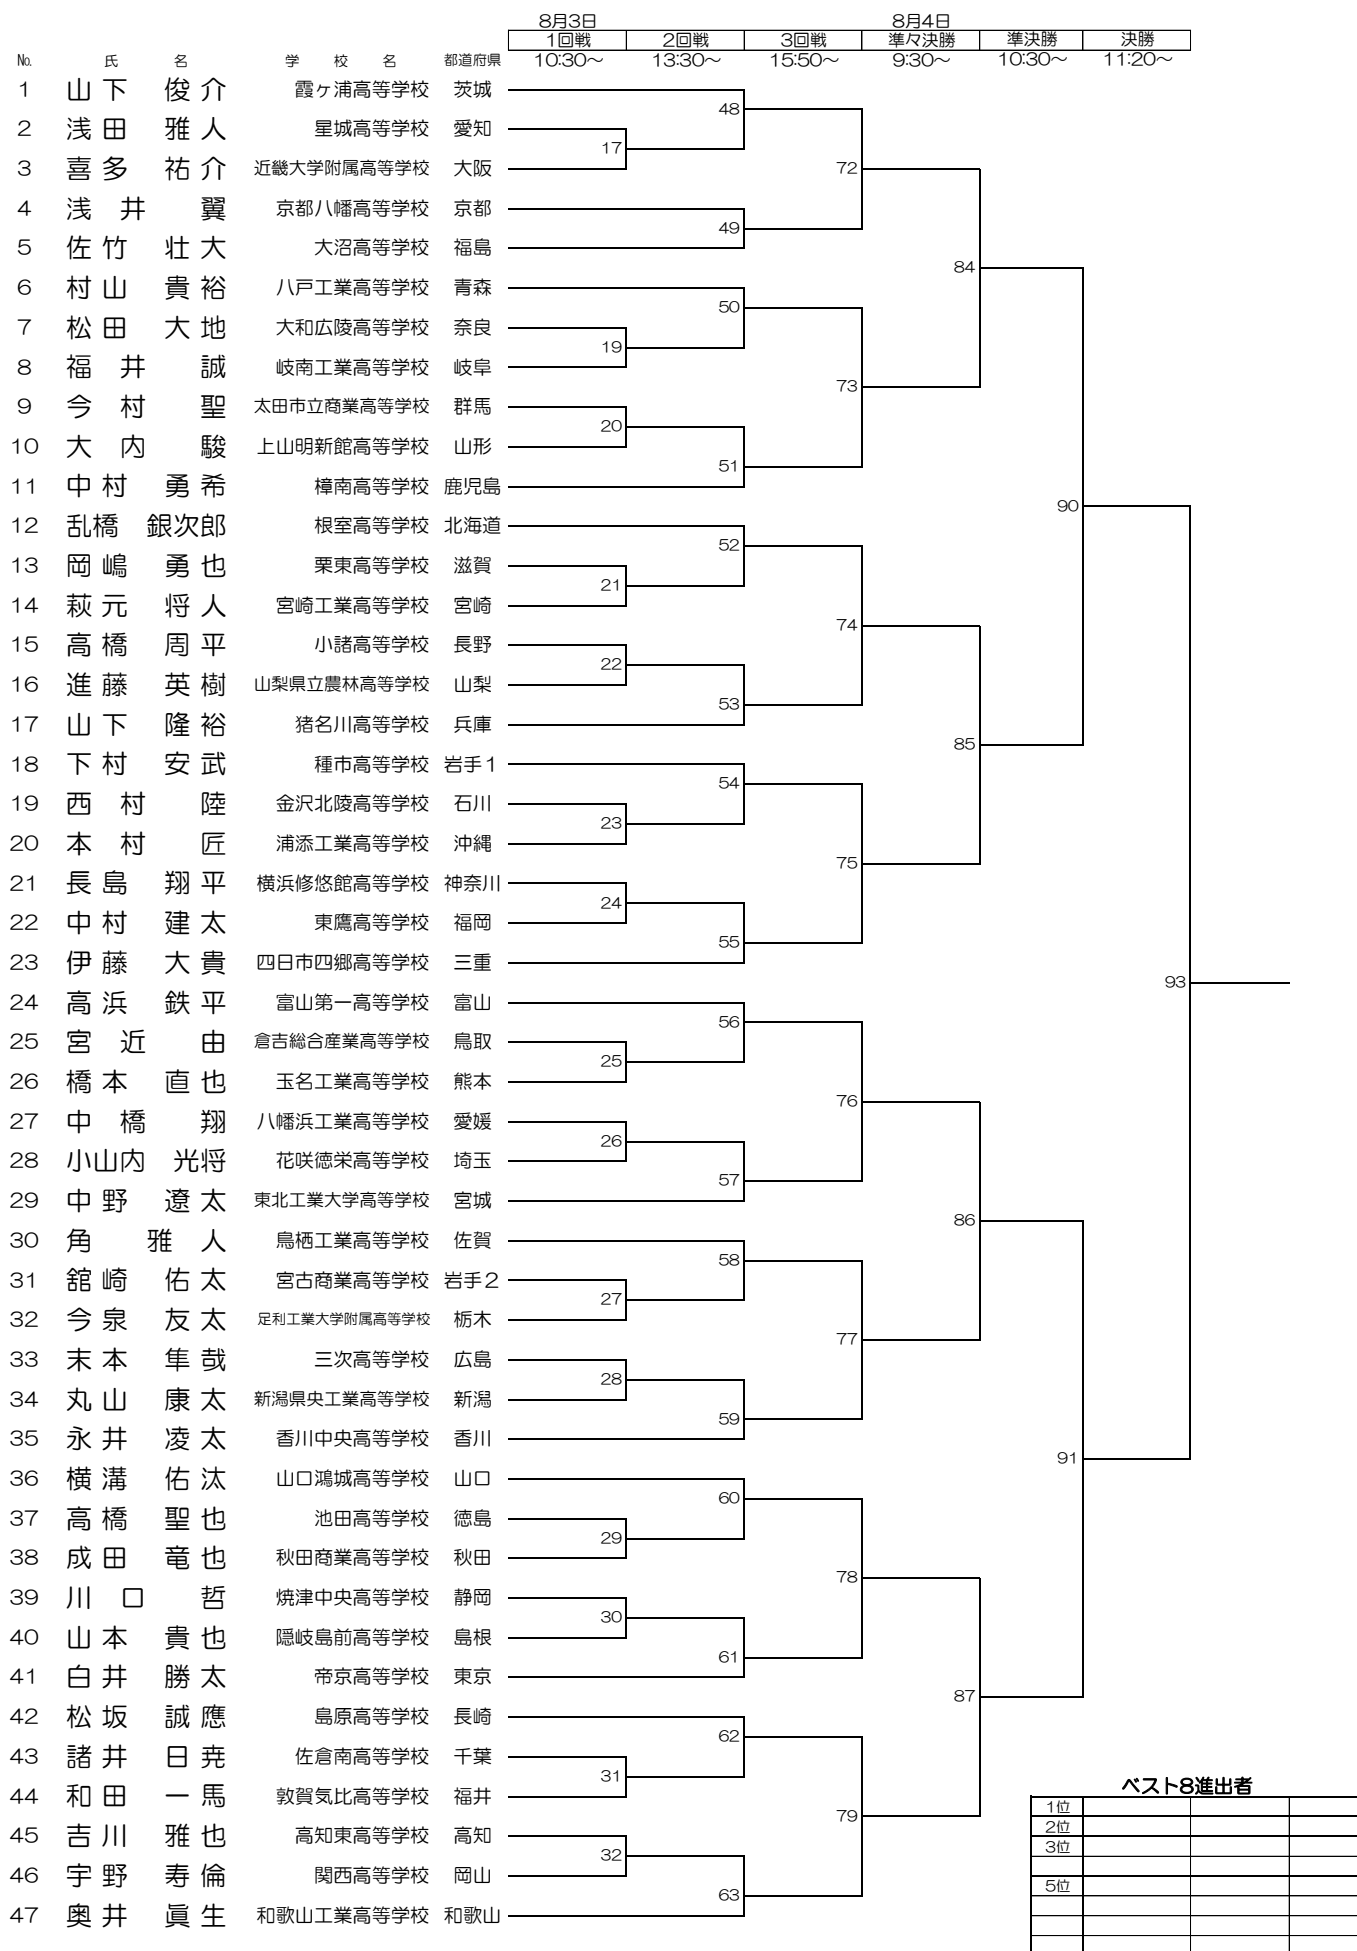 8月3日 8月4日
1回戦 2回戦 3回戦 準々決勝 準決勝 決勝
№ 氏 名 学 校 名 都道府県 10:30～ 13:30～ 15:50～ 9:30～ 10:30～ 11:20～
1 山下 俊介 霞ヶ浦高等学校 茨城
48
2 浅田 雅人 星城高等学校 愛知
17
3 喜多 祐介 近畿大学附属高等学校 大阪
72
4 浅井 翼 京都八幡高等学校 京都
49
5 佐竹 壮大 大沼高等学校 福島
84
6 村山 貴裕 八戸工業高等学校 青森
50
7 松田 大地 大和広陵高等学校 奈良
19
8 福井 誠 岐南工業高等学校 岐阜
73
9 今村 聖 太田市立商業高等学校 群馬
20
10 大内 駿 上山明新館高等学校 山形
51
11 中村 勇希 樟南高等学校 鹿児島
90
12 乱橋 銀次郎 根室高等学校 北海道
52
13 岡嶋 勇也 栗東高等学校 滋賀
21
14 萩元 将人 宮崎工業高等学校 宮崎
74
15 高橋 周平 小諸高等学校 長野
22
16 進藤 英樹 山梨県立農林高等学校 山梨
53
17 山下 隆裕 猪名川高等学校 兵庫
85
18 下村 安武 種市高等学校 岩手1
54
19 西村 陸 金沢北陵高等学校 石川
23
20 本村 匠 浦添工業高等学校 沖縄
75
21 長島 翔平 横浜修悠館高等学校 神奈川
24
22 中村 建太 東鷹高等学校 福岡
55
23 伊藤 大貴 四日市四郷高等学校 三重
93
24 高浜 鉄平 富山第一高等学校 富山
56
25 宮近 由 倉吉総合産業高等学校 鳥取
25
26 橋本 直也 玉名工業高等学校 熊本
76
27 中橋 翔 八幡浜工業高等学校 愛媛
26
28 小山内 光将 花咲徳栄高等学校 埼玉
57
29 中野 遼太 東北工業大学高等学校 宮城
86
30 角 雅人 鳥栖工業高等学校 佐賀
58
31 舘崎 佑太 宮古商業高等学校 岩手2
27
32 今泉 友太 足利工業大学附属高等学校 栃木
77
33 末本 隼哉 三次高等学校 広島
28
34 丸山 康太 新潟県央工業高等学校 新潟
59
35 永井 凌太 香川中央高等学校 香川
91
36 横溝 佑汰 山口鴻城高等学校 山口
60
37 高橋 聖也 池田高等学校 徳島
29
38 成田 竜也 秋田商業高等学校 秋田
78
39 川口 哲 焼津中央高等学校 静岡
30
40 山本 貴也 隠岐島前高等学校 島根
61
41 白井 勝太 帝京高等学校 東京
87
42 松坂 誠應 島原高等学校 長崎
62
43 諸井 日尭 佐倉南高等学校 千葉
31
44 和田 一馬 敦賀気比高等学校 福井
79
45 吉川 雅也 高知東高等学校 高知
32
46 宇野 寿倫 関西高等学校 岡山
63
47 奥井 眞生 和歌山工業高等学校 和歌山
ベスト8進出者
1位
2位
3位
5位